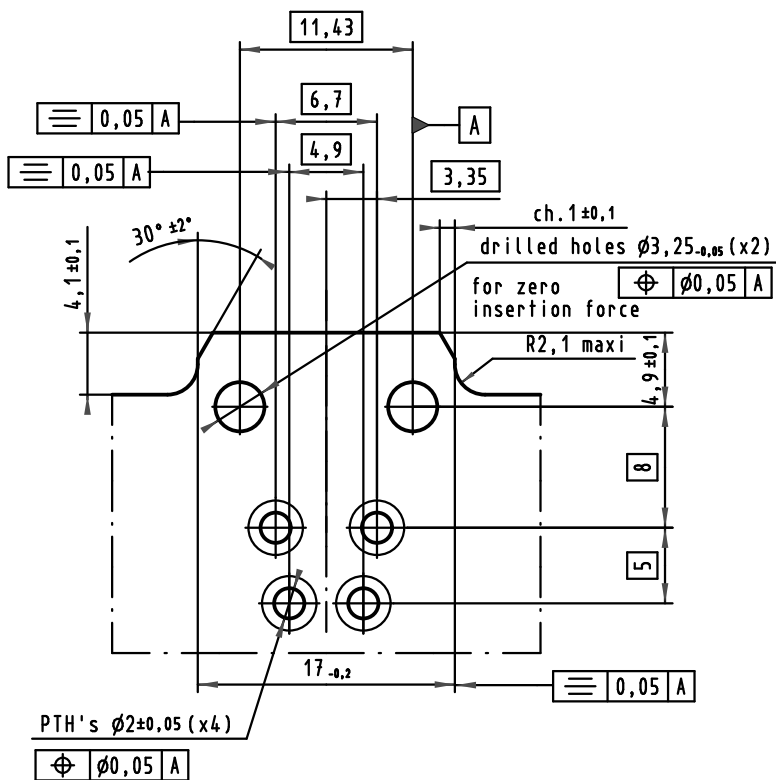 11,43
6,7
0,05 A
A
4,9
0,05 A
3,35
ch.1±0,1
30° ±2°
drilled holes Ø3,25-0,05 (x2)
4,1±0,1
for zero
insertion force
Ø0,05 A
R2,1 maxi
4,9±0,1
8
5
17 -0,2
0,05 A
PTH's Ø2±0,05 (x4)
Ø0,05 A